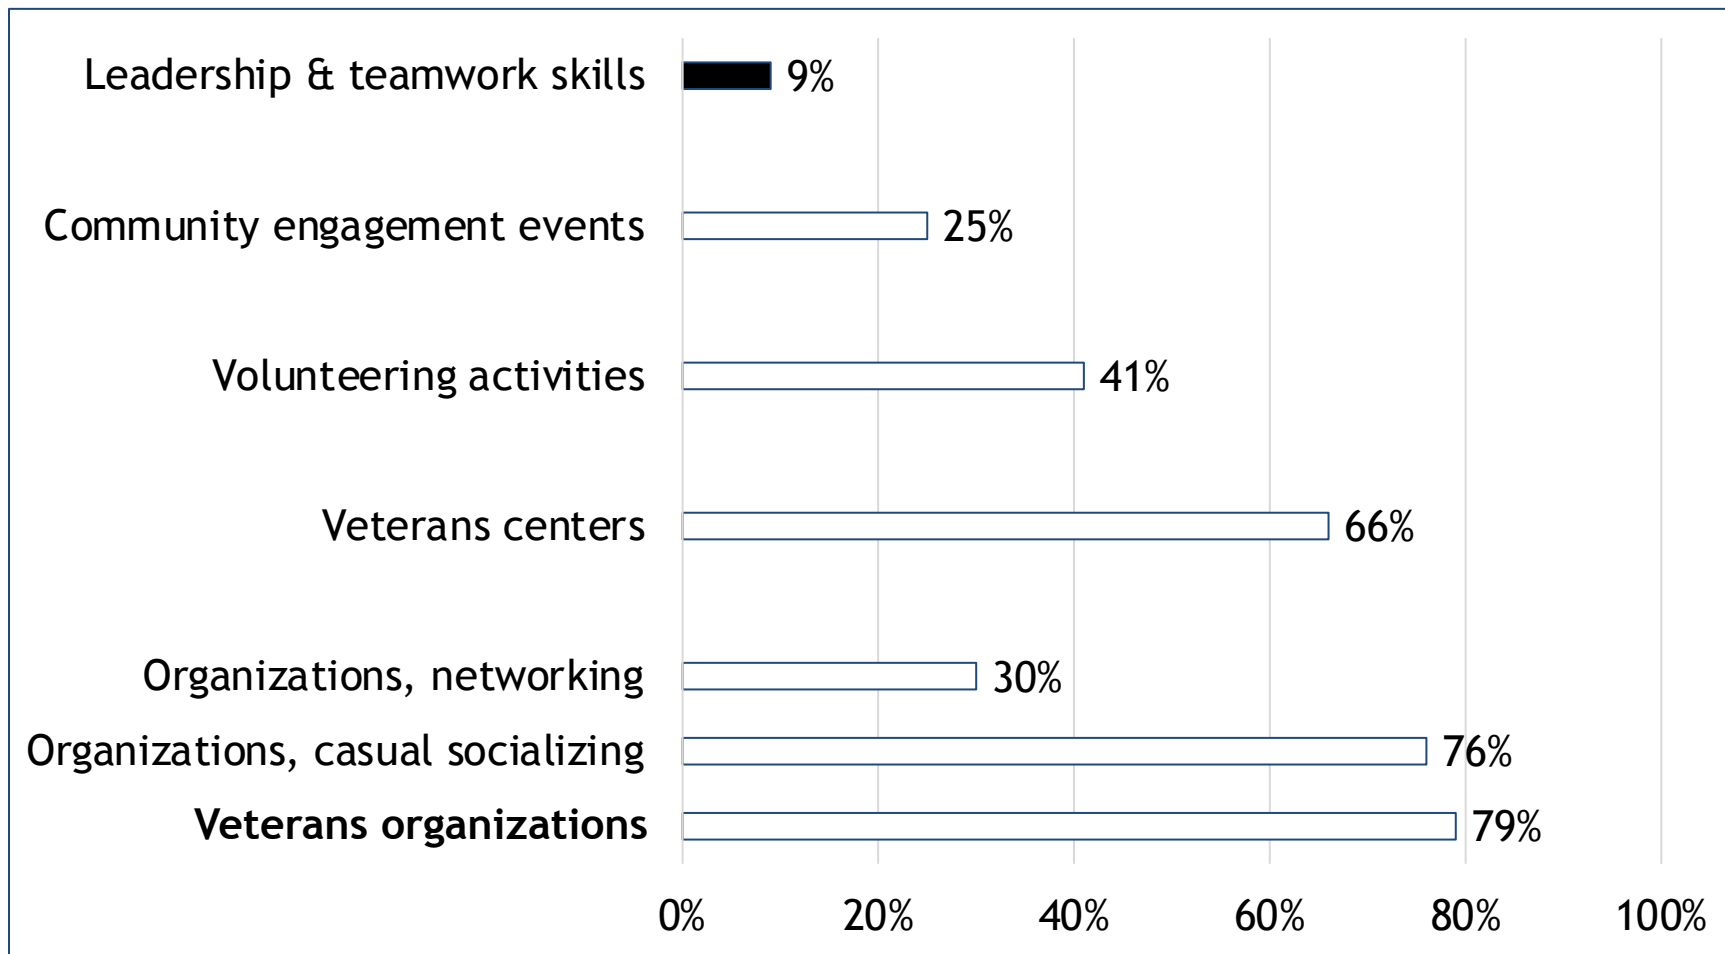 Leadership & teamwork skills 9%
Community engagement events 25%
Volunteering activities 41%
Veterans centers 66%
Organizations, networking 30%
Organizations, casual socializing 76%
Veterans organizations 79%
0% 20% 40% 60% 80% 100%